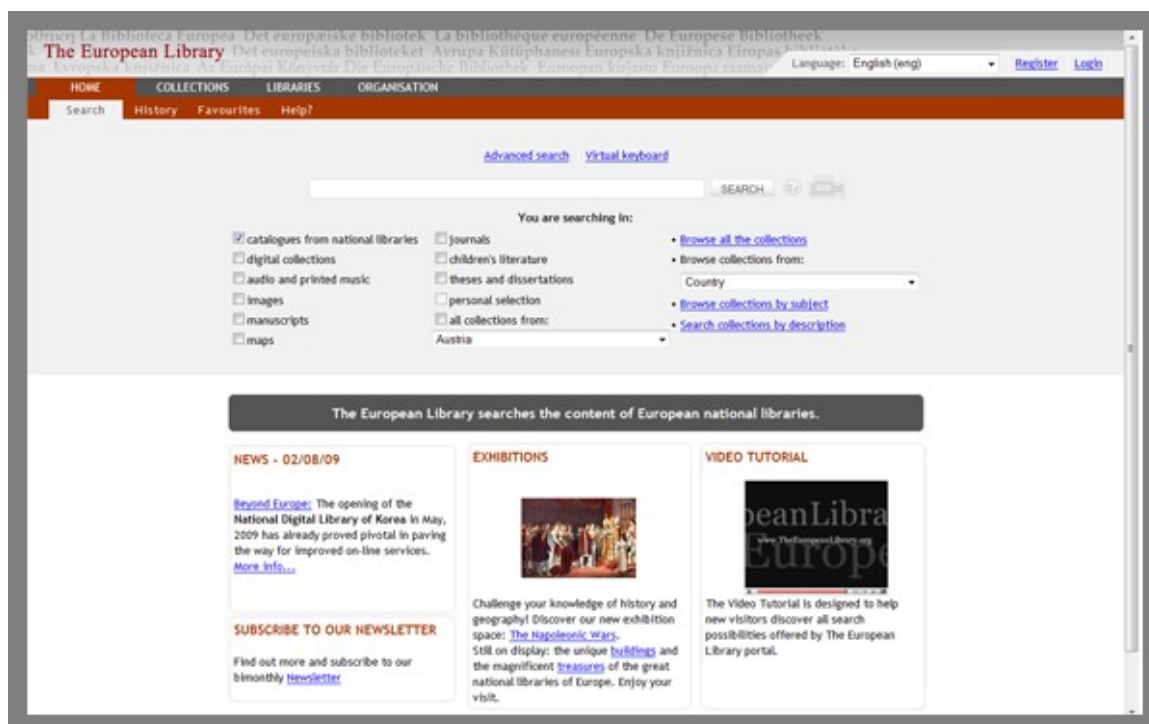 La Biblioteca Europea Det europæiske bibliotek La bibliothèque européenne De Europese Bibliotheek
The European Library Det europeiska biblioteket Avrupa Kütüphanesi Europska knjižnica Eiropas
Evropska knjižnica Az Európai Könyvtár Die Europäische Bibliothek Euroopan kirjasto Euroopa
Language: English (eng) Register Login
HOME COLLECTIONS LIBRARIES ORGANISATION
Search History Favourites Help?
Advanced search Virtual keyboard
SEARCH
You are searching in:
catalogues from national libraries
digital collections
audio and printed music
images
manuscripts
maps
journals
children's literature
theses and dissertations
personal selection
all collections from:
Austria
Browse all the collections
Browse collections from:
Country
Browse collections by subject
Search collections by description
The European Library searches the content of European national libraries.
NEWS - 02/08/09
Beyond Europe: The opening of the
National Digital Library of Korea in May,
2009 has already proved pivotal in paving
the way for improved on-line services.
More info...
SUBSCRIBE TO OUR NEWSLETTER
Find out more and subscribe to our
bimonthly Newsletter
EXHIBITIONS
Challenge your knowledge of history and
geography! Discover our new exhibition
space: The Napoleonic Wars.
Still on display: the unique buildings and
the magnificent treasures of the great
national libraries of Europe. Enjoy your
visit.
VIDEO TUTORIAL
peanLibra
www.TheEuropeanLibrary.org
Europe
The Video Tutorial is designed to help
new visitors discover all search
possibilities offered by The European
Library portal.